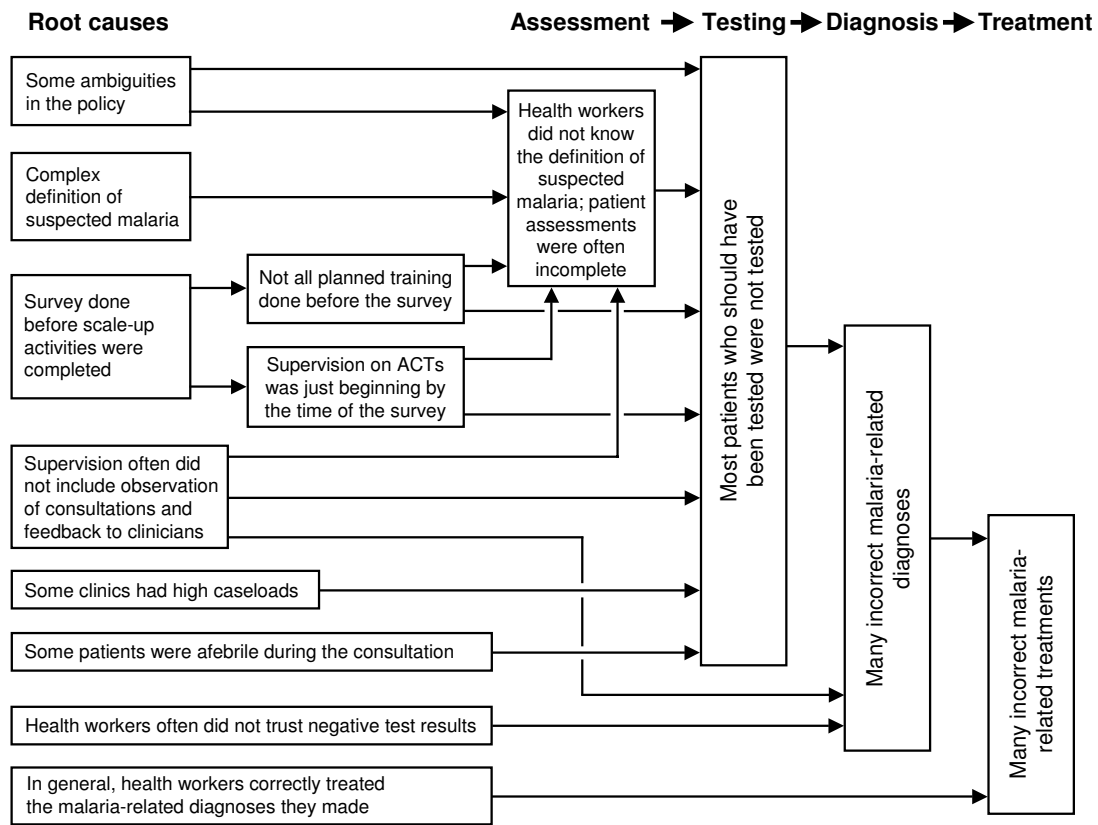 Root causes
Assessment
Testing
Diagnosis
Treatment
Some ambiguities
in the policy
Complex
definition of
suspected malaria
Survey done
before scale-up
activities were
completed
Not all planned training
done before the survey
Supervision on ACTs
was just beginning by
the time of the survey
Supervision often did
not include observation
of consultations and
feedback to clinicians
Some clinics had high caseloads
Some patients were afebrile during the consultation
Health workers often did not trust negative test results
In general, health workers correctly treated
the malaria-related diagnoses they made
Health workers
did not know
the definition of
suspected
malaria; patient
assessments
were often
incomplete
Most patients who should have
been tested were not tested
Many incorrect malaria-related
diagnoses
Many incorrect malaria-
related treatments